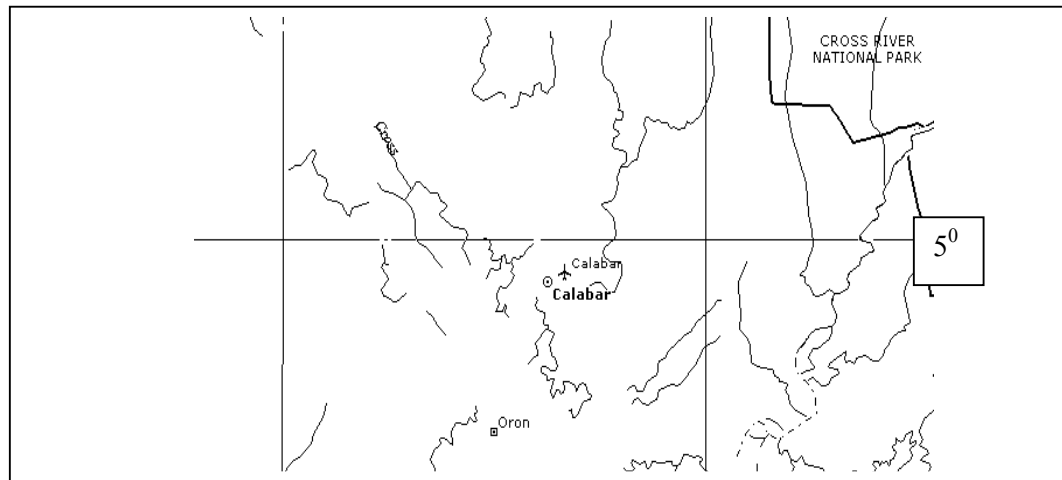 CROSS RIVER
NATIONAL PARK
Cross
5⁰
Calabar
Calabar
Oron